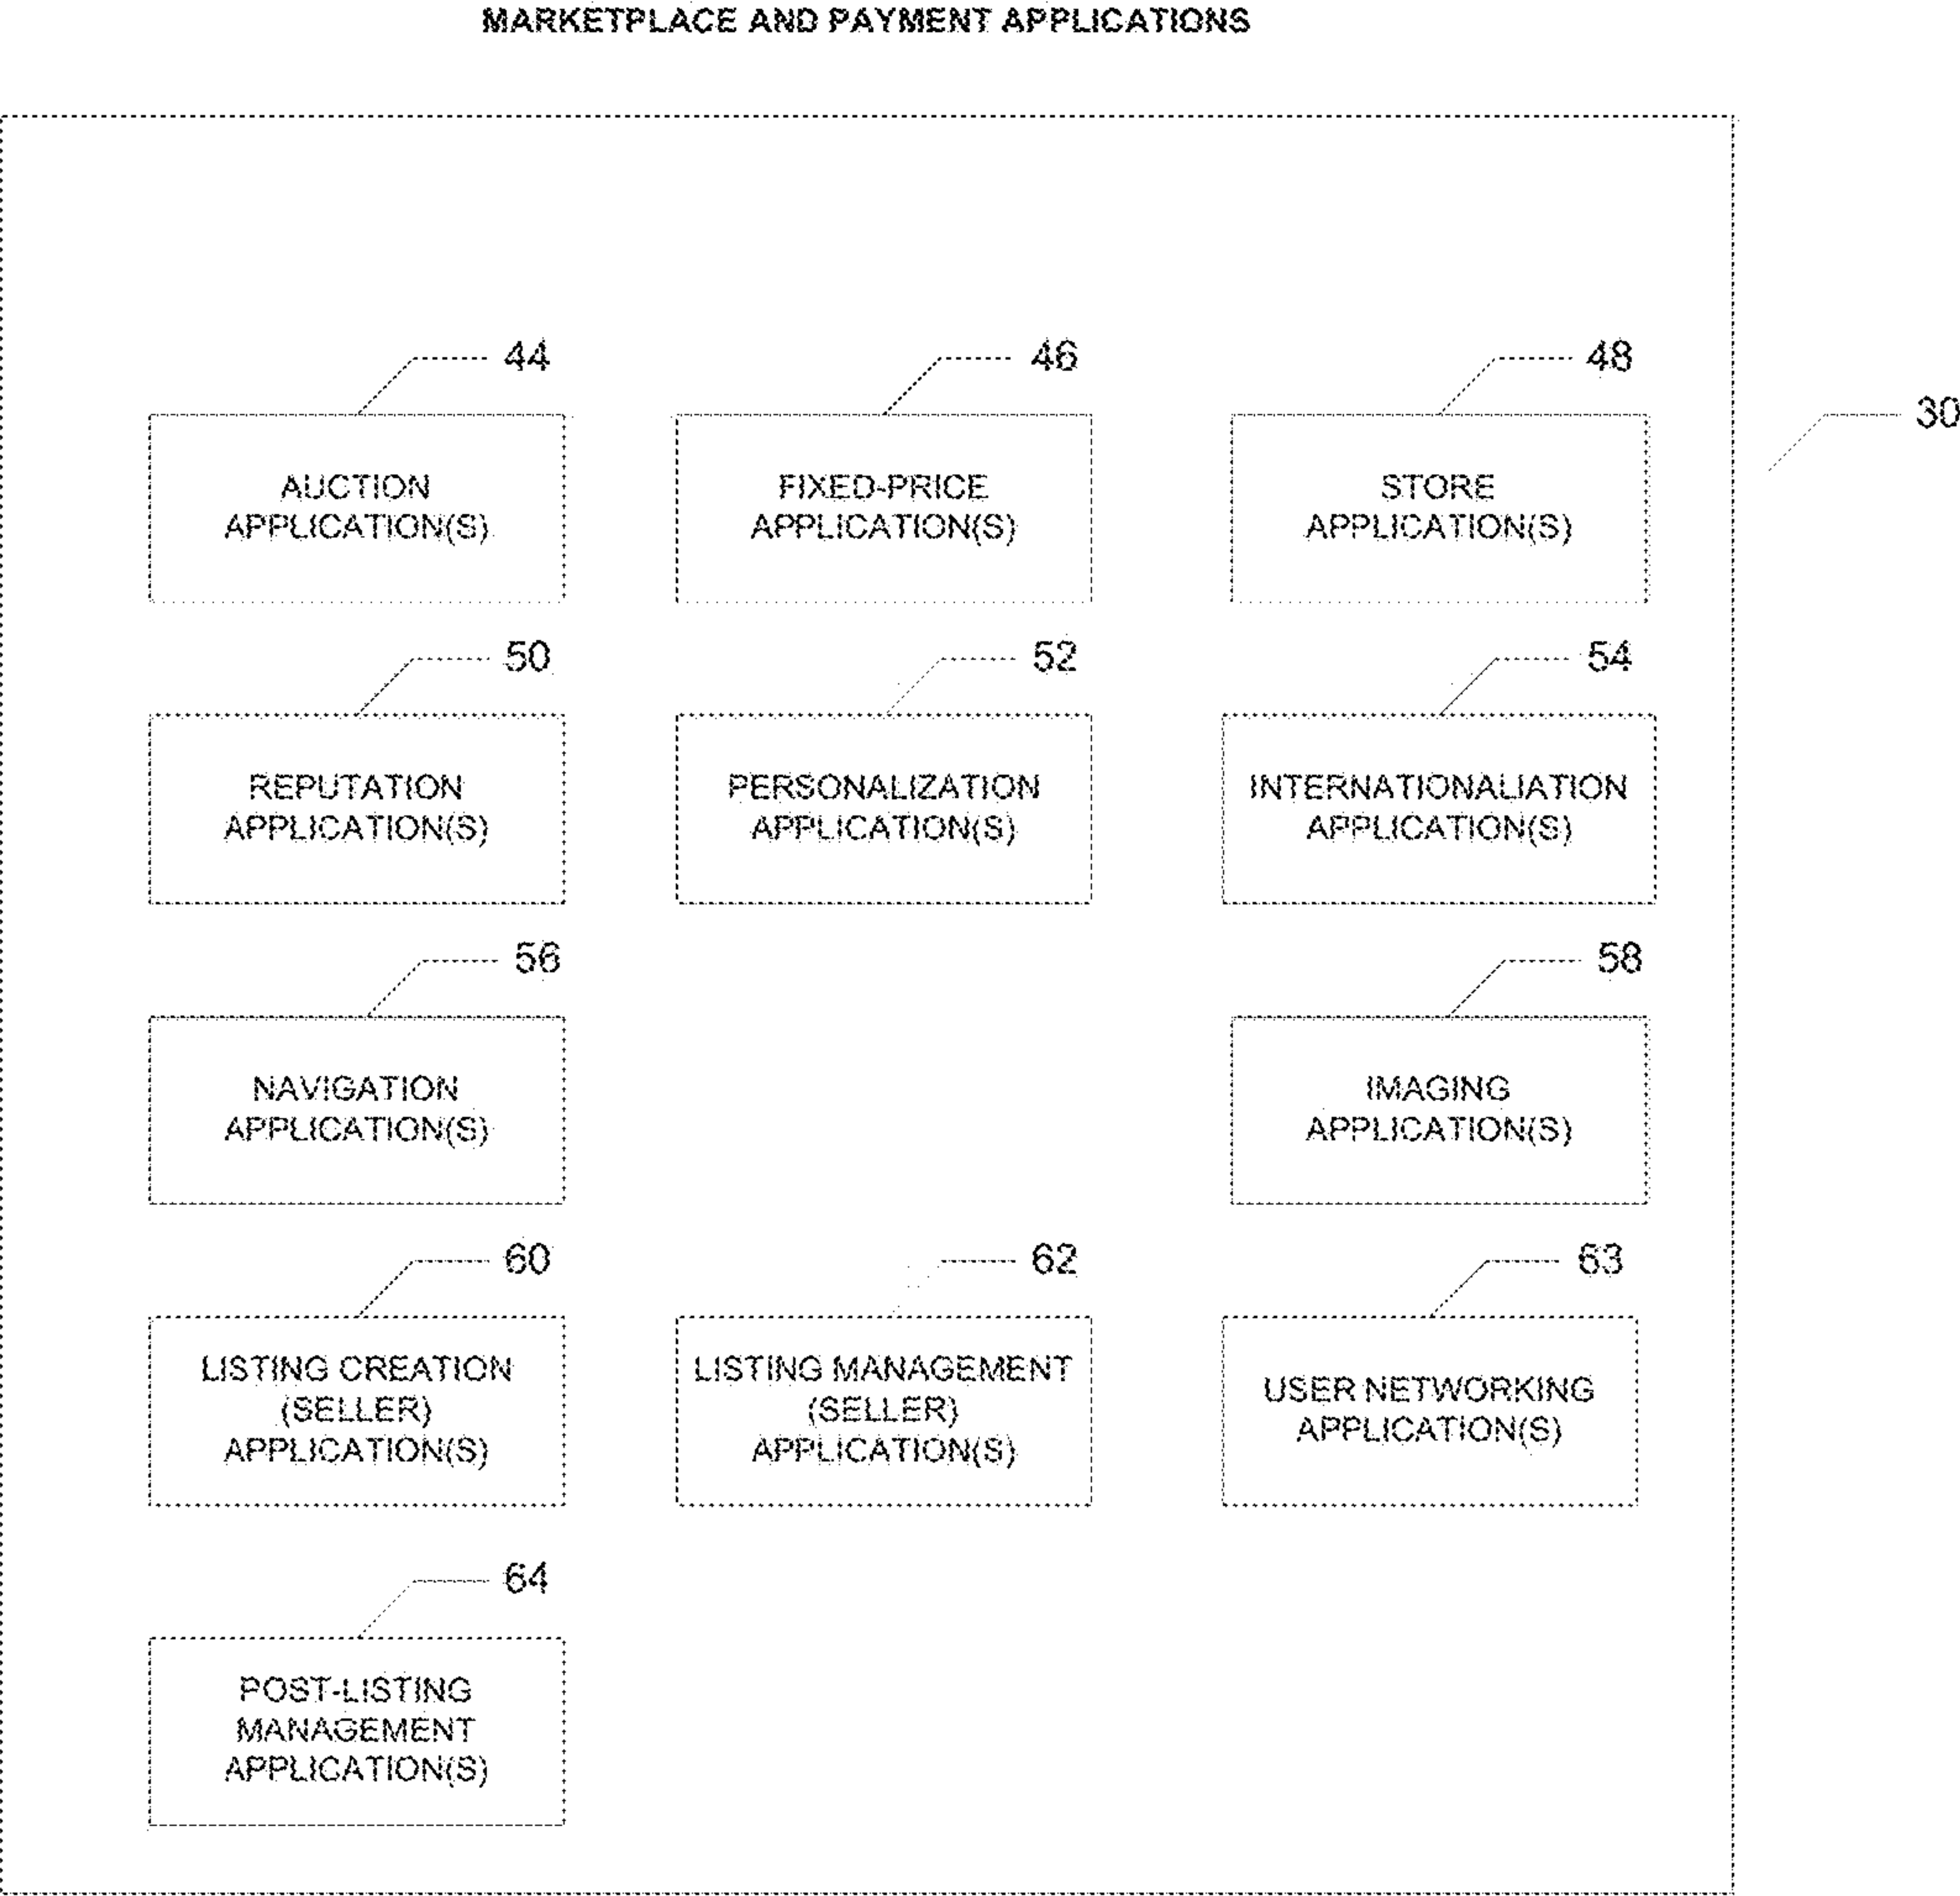 MARKETPLACE AND PAYMENT APPLICATIONS
44
46
48
30
AUCTION
APPLICATION(S)
FIXED-PRICE
APPLICATION(S)
STORE
APPLICATION(S)
50
52
54
REPUTATION
APPLICATION(S)
PERSONALIZATION
APPLICATION(S)
INTERNATIONALIATION
APPLICATION(S)
56
58
NAVIGATION
APPLICATION(S)
IMAGING
APPLICATION(S)
60
62
63
LISTING CREATION
(SELLER)
APPLICATION(S)
LISTING MANAGEMENT
(SELLER)
APPLICATION(S)
USER NETWORKING
APPLICATION(S)
64
POST-LISTING
MANAGEMENT
APPLICATION(S)